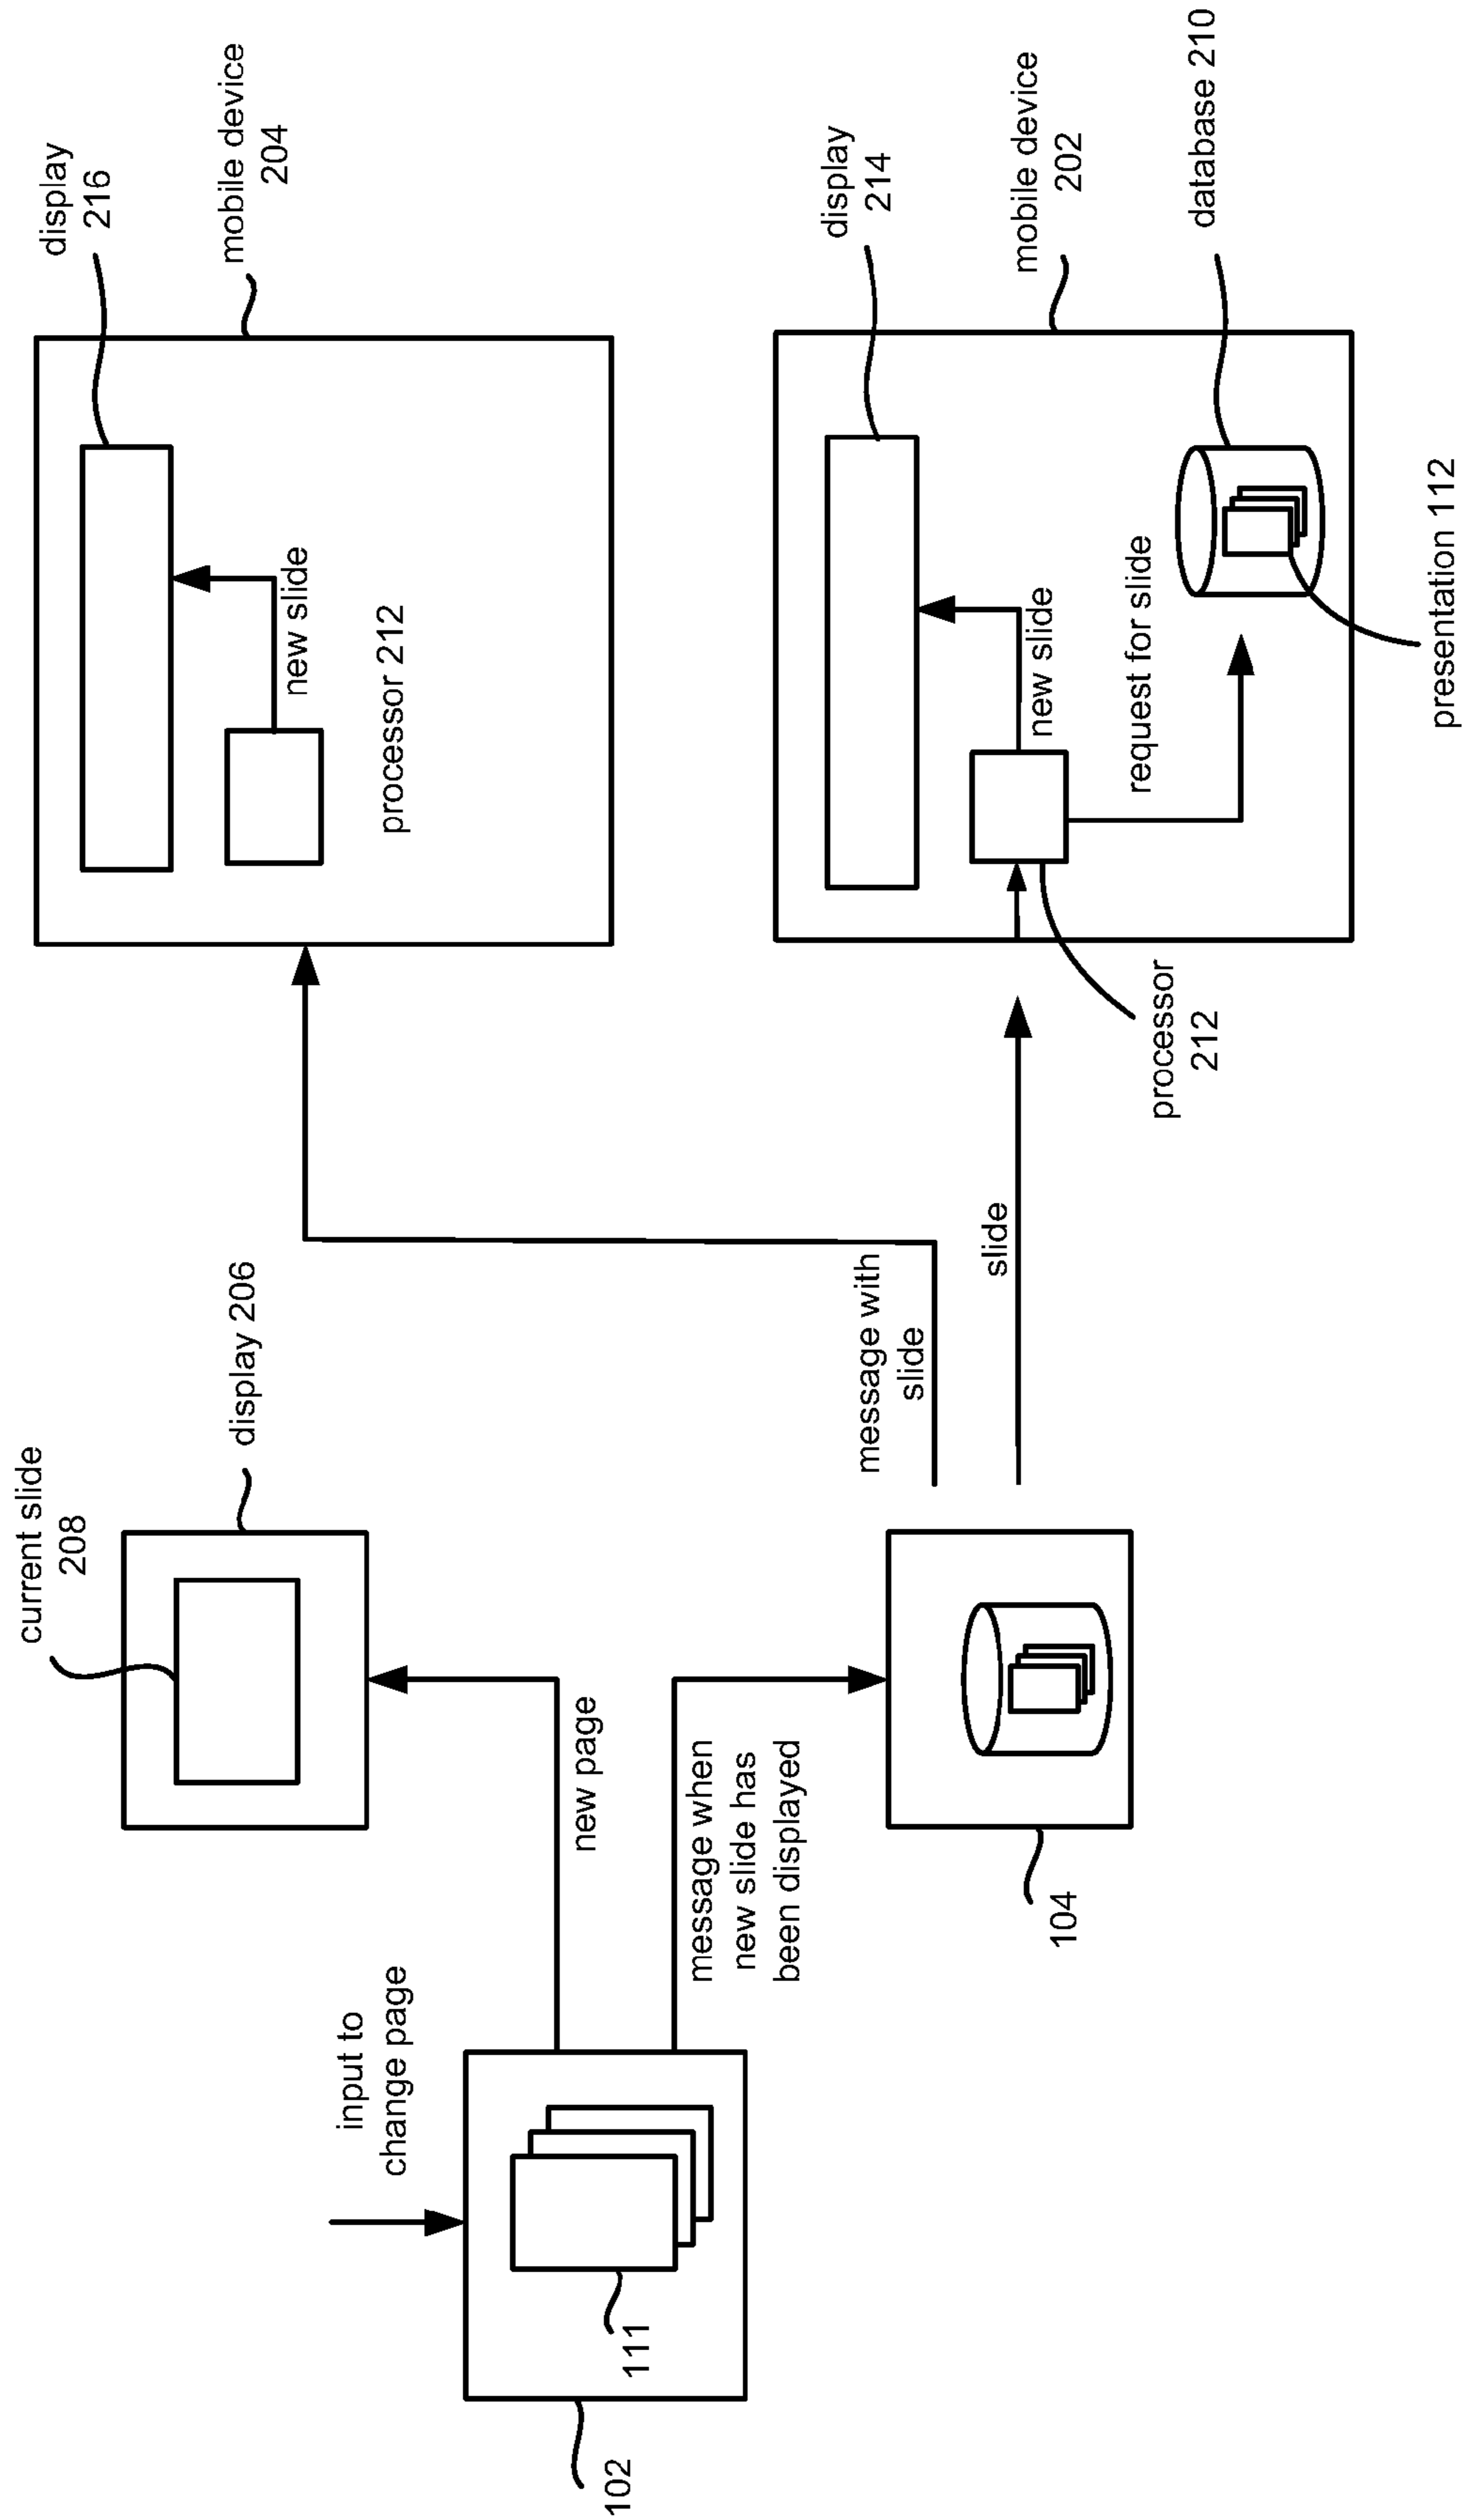 current slide
208
display 206
display
216
mobile device
204
new slide
processor 212
input to
change page
new page
message when
new slide has
been displayed
111
102
104
message with
slide
slide
processor
212
display
214
mobile device
202
database 210
new slide
request for slide
presentation 112